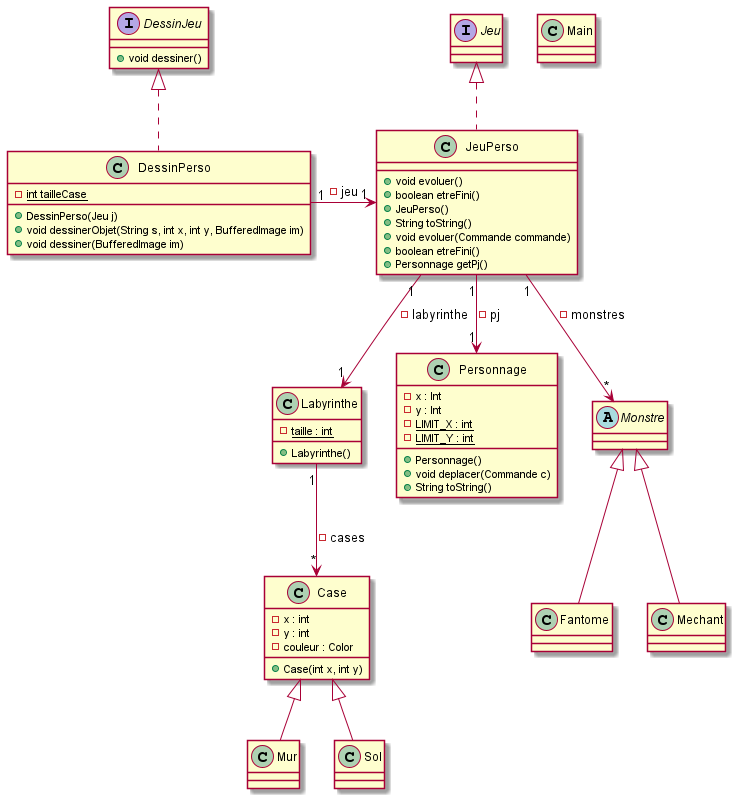 I DessinJeu
void dessiner()
I Jeu
C Main
C DessinPerso
int tailleCase
DessinPerso(Jeu j)
void dessinerObjet(String s, int x, int y, BufferedImage im)
void dessiner(BufferedImage im)
1 jeu 1
C JeuPerso
void evoluer()
boolean etreFini()
JeuPerso()
String toString()
void evoluer(Commande commande)
boolean etreFini()
Personnage getPj()
1 1 1
labyrinthe pj monstres
1 1 *
C Labyrinthe
taille : int
Labyrinthe()
C Personnage
x : Int
y : Int
LIMIT_X : int
LIMIT_Y : int
Personnage()
void deplacer(Commande c)
String toString()
A Monstre
1
cases
*
C Case
x : int
y : int
couleur : Color
Case(int x, int y)
C Fantome
C Mechant
C Mur
C Sol